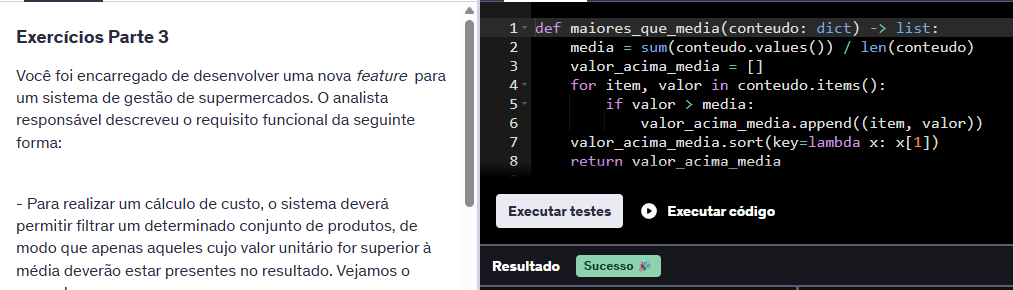 Exercícios Parte 3
Você foi encarregado de desenvolver uma nova feature para
um sistema de gestão de supermercados. O analista
responsável descreveu o requisito funcional da seguinte
forma:
- Para realizar um cálculo de custo, o sistema deverá
permitir filtrar um determinado conjunto de produtos, de
modo que apenas aqueles cujo valor unitário for superior à
média deverão estar presentes no resultado. Vejamos o
1 def maiores_que_media(conteudo: dict) -> list:
2 media = sum(conteudo.values()) / len(conteudo)
3 valor_acima_media = []
4 for item, valor in conteudo.items():
5 if valor > media:
6 valor_acima_media.append((item, valor))
7 valor_acima_media.sort(key=lambda x: x[1])
8 return valor_acima_media
Executar testes
Executar código
Resultado
Sucesso 🎉